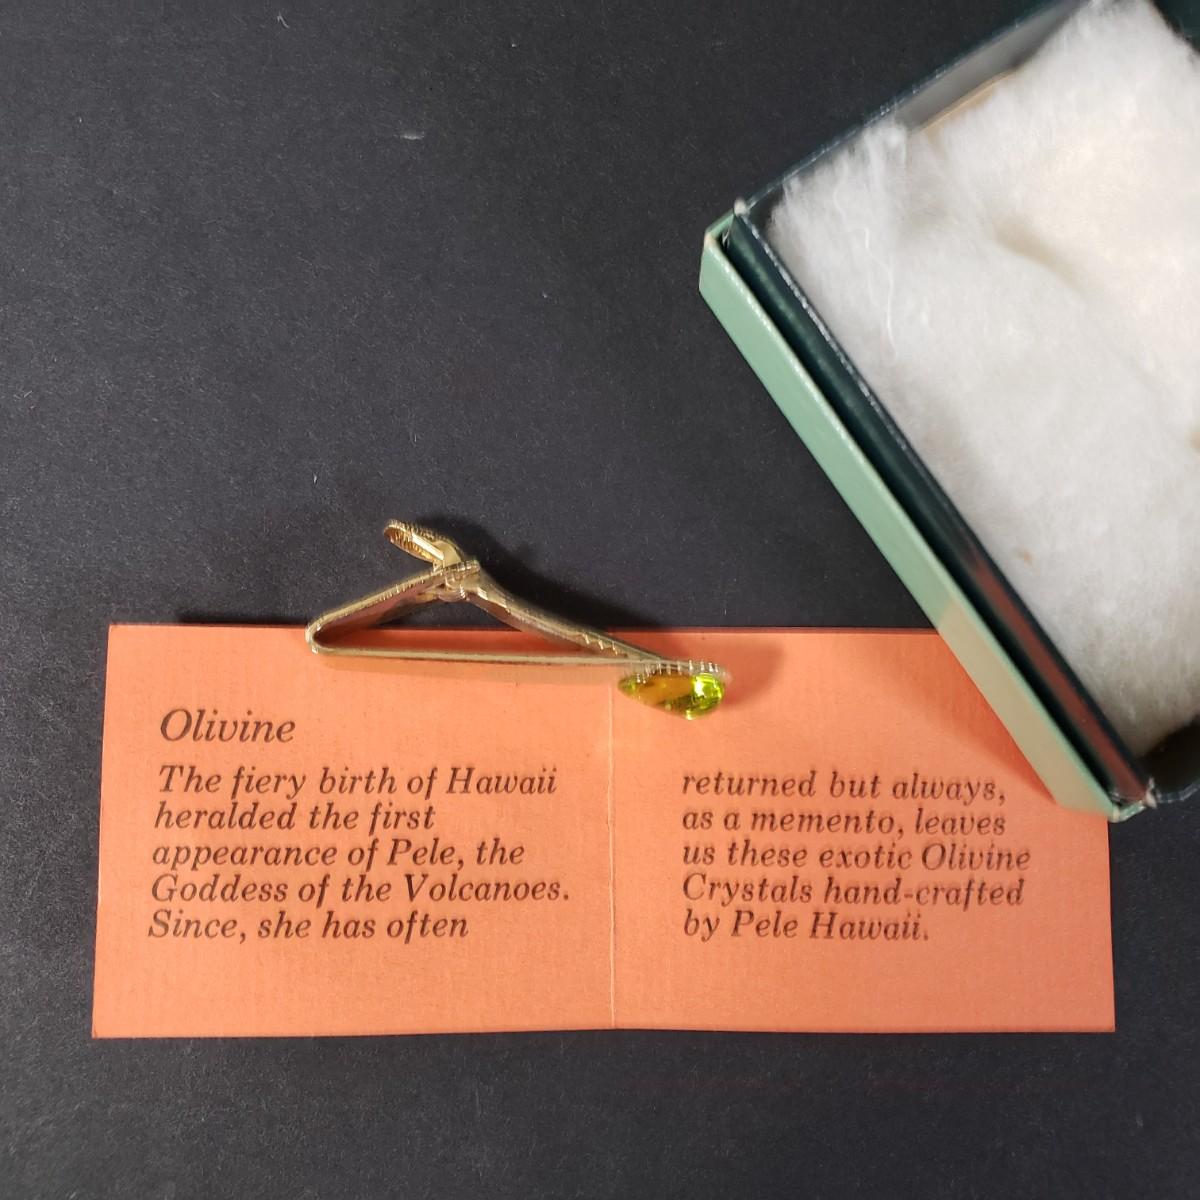 Olivine
The fiery birth of Hawaii
heralded the first
appearance of Pele, the
Goddess of the Volcanoes.
Since, she has often
returned but always,
as a memento, leaves
us these exotic Olivine
Crystals hand-crafted
by Pele Hawaii.